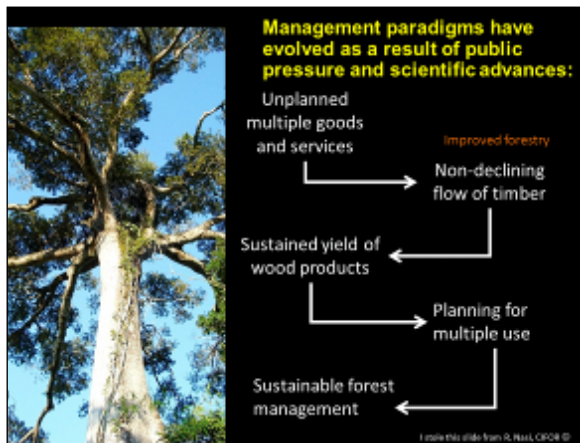 Management paradigms have
evolved as a result of public
pressure and scientific advances:
Unplanned
multiple goods
and services
Improved forestry
Non-declining
flow of timber
Sustained yield of
wood products
Planning for
multiple use
Sustainable forest
management
I stole this slide from R. Nasi, CIFOR ©